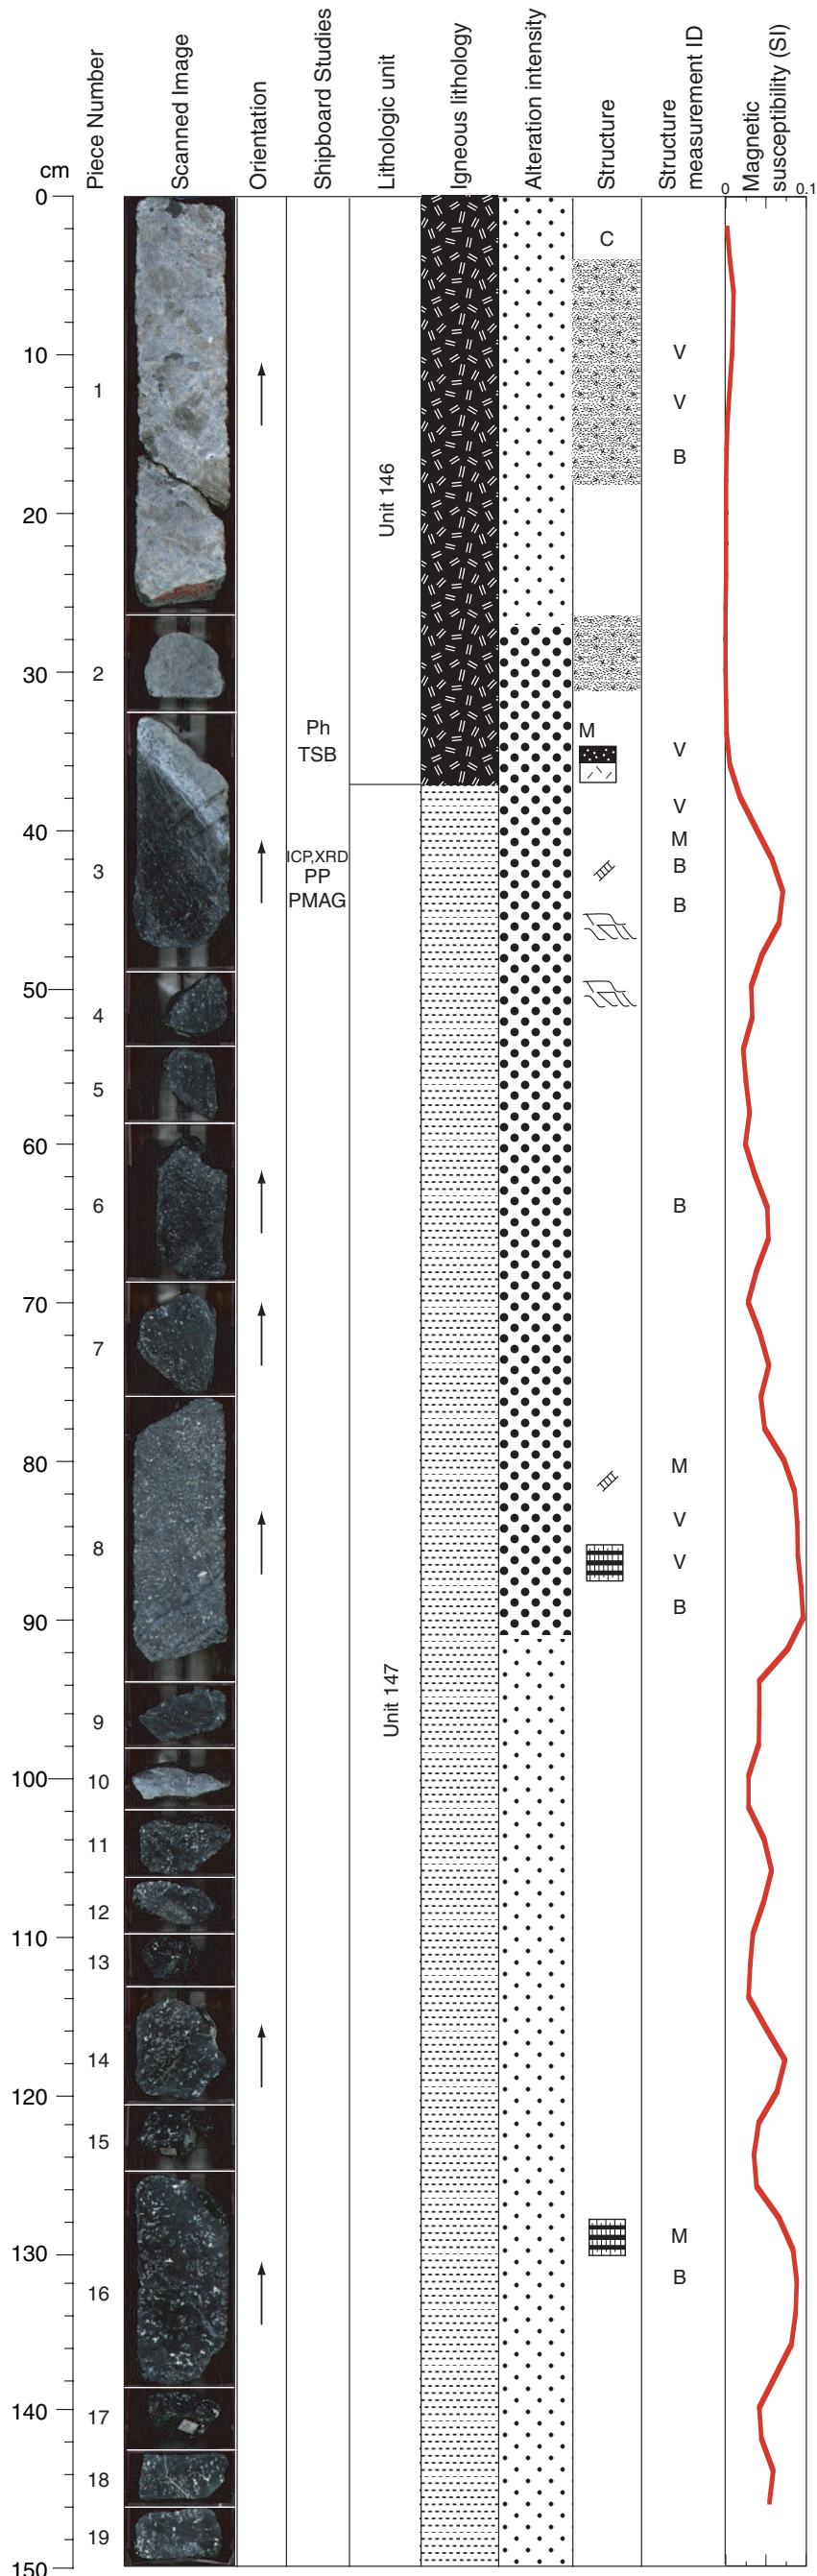 cm
Piece Number
Scanned Image
Orientation
Shipboard Studies
Lithologic unit
Igneous lithology
Alteration intensity
Structure
Structure
measurement ID
Magnetic
susceptibility (SI)
0 0.1
0
C
10
V
1
V
B
Unit 146
20
30
2
Ph
M
TSB
V
V
40
M
ICP,XRD
B
3
PP
PMAG
B
50
4
5
60
6
B
70
7
80
M
V
8
V
B
90
Unit 147
9
100
10
11
12
110
13
14
120
15
M
130
B
16
140
17
18
19
150